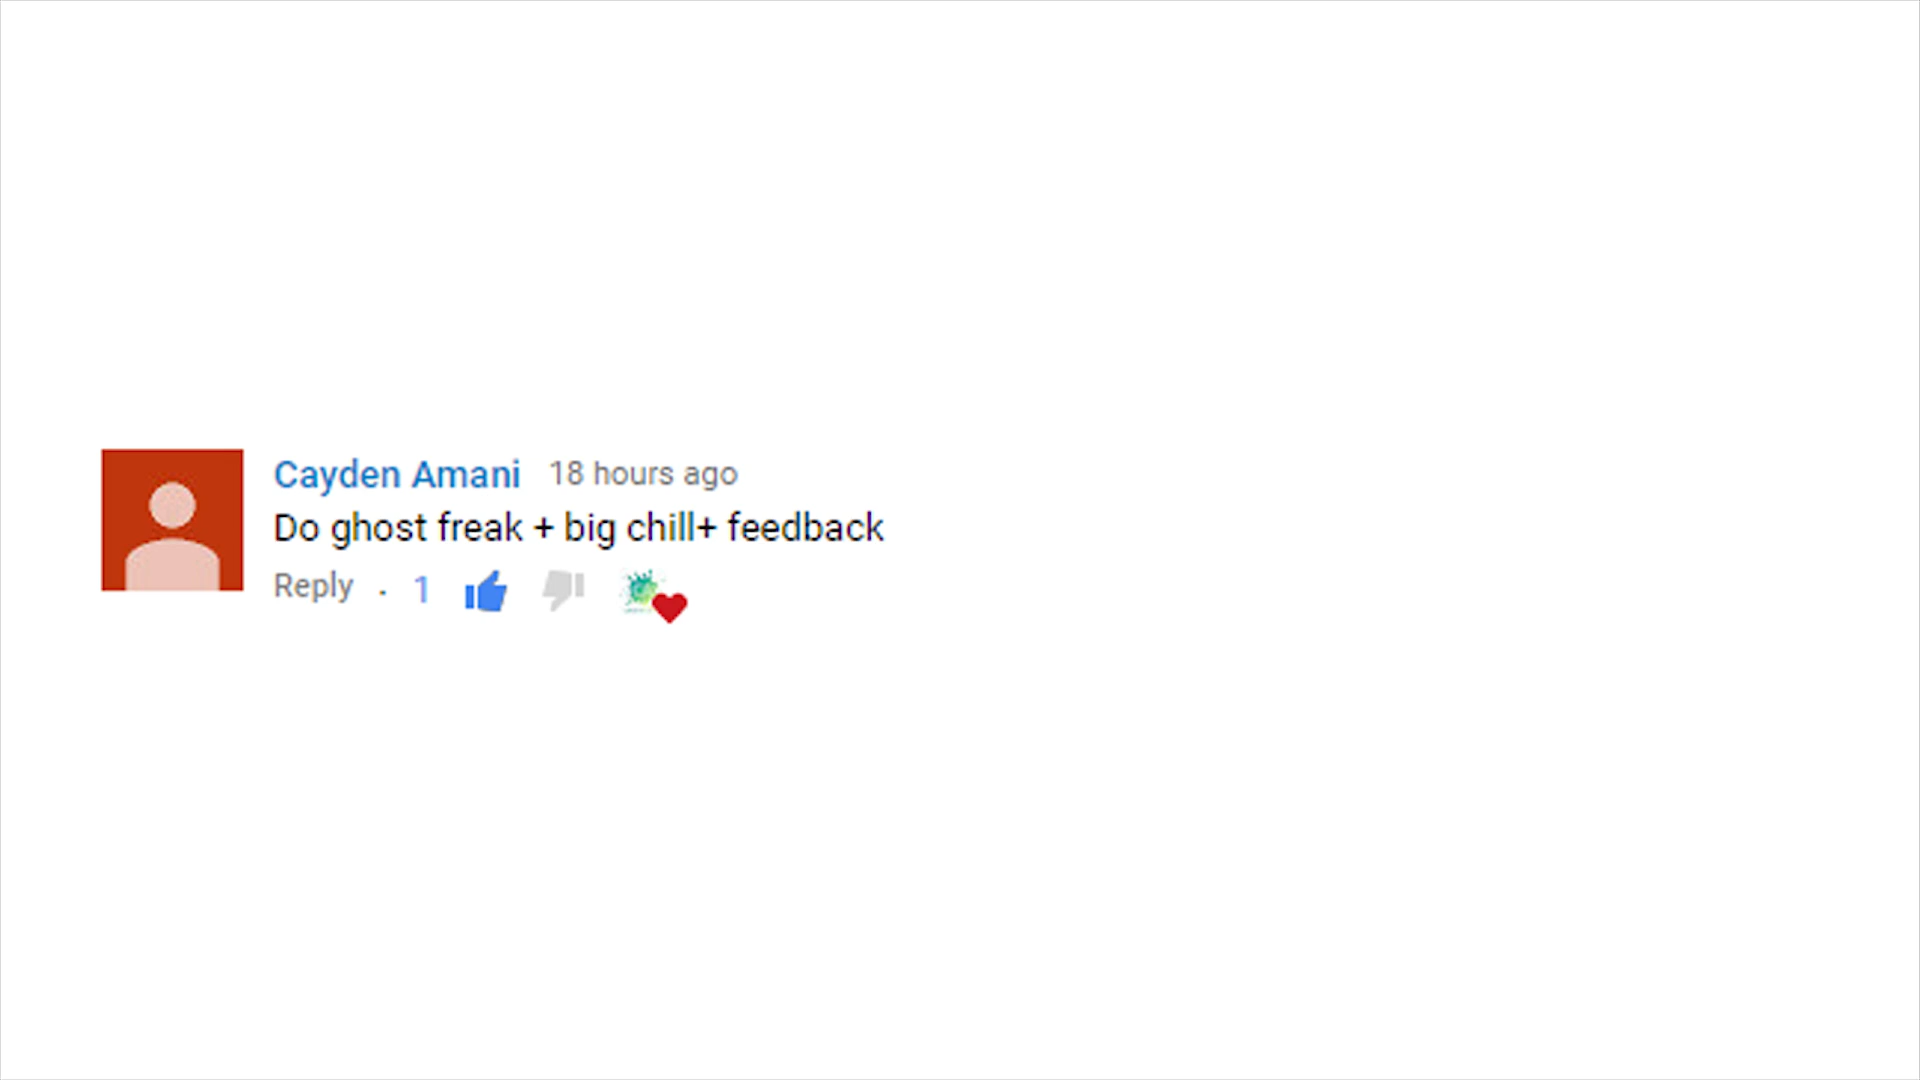 Cayden Amani 18 hours ago
Do ghost freak + big chill+ feedback
Reply · 1